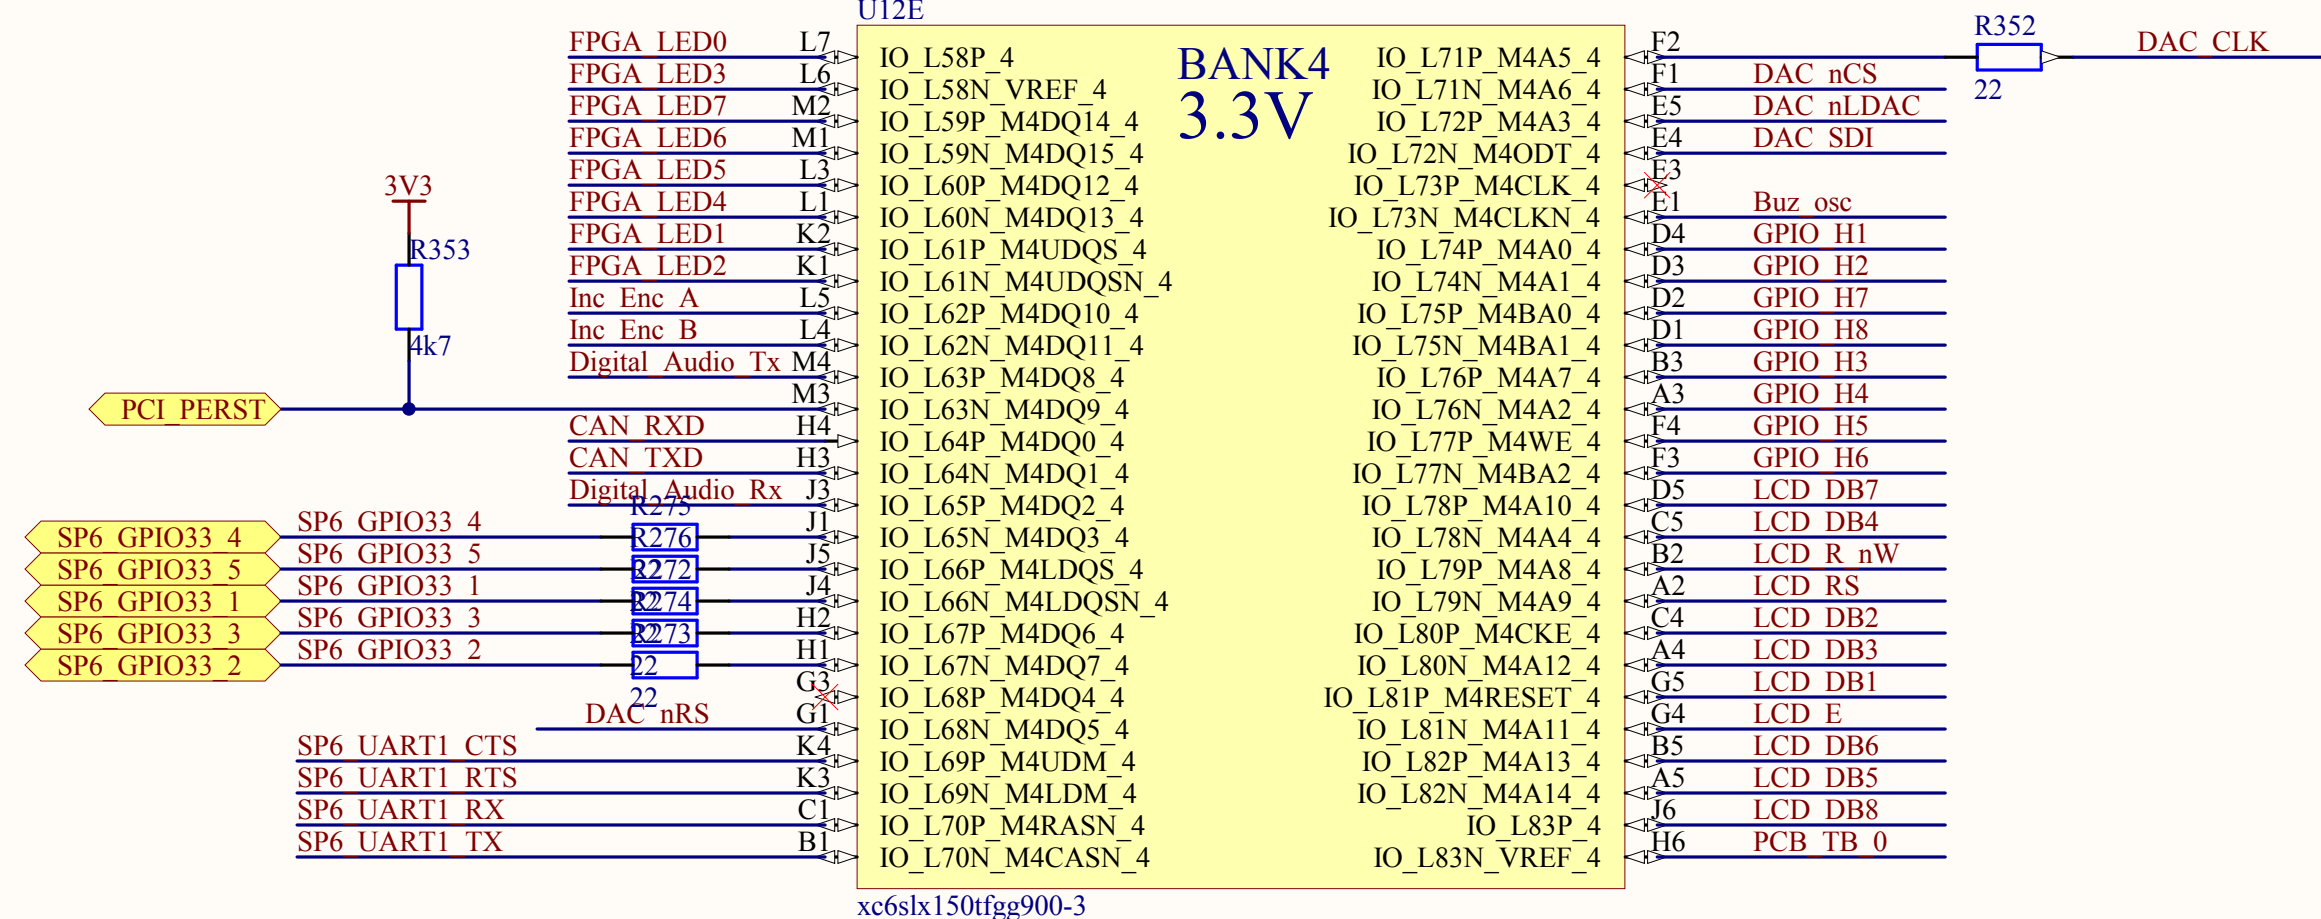 U12E
BANK4
3.3V
FPGA_LED0 L7 IO_L58P_4
FPGA_LED3 L6 IO_L58N_VREF_4
FPGA_LED7 M2 IO_L59P_M4DQ14_4
FPGA_LED6 M1 IO_L59N_M4DQ15_4
FPGA_LED5 L3 IO_L60P_M4DQ12_4
FPGA_LED4 L1 IO_L60N_M4DQ13_4
FPGA_LED1 K2 IO_L61P_M4UDQS_4
FPGA_LED2 K1 IO_L61N_M4UDQSN_4
Inc_Enc_A L5 IO_L62P_M4DQ10_4
Inc_Enc_B L4 IO_L62N_M4DQ11_4
Digital_Audio_Tx M4 IO_L63P_M4DQ8_4
3V3
R353
4k7
PCI_PERST M3 IO_L63N_M4DQ9_4
CAN_RXD H4 IO_L64P_M4DQ0_4
CAN_TXD H3 IO_L64N_M4DQ1_4
Digital_Audio_Rx J3 IO_L65P_M4DQ2_4
R275
SP6_GPIO33_4 SP6_GPIO33_4 J1 IO_L65N_M4DQ3_4
R276
SP6_GPIO33_5 SP6_GPIO33_5 J5 IO_L66P_M4LDQS_4
22 R272
SP6_GPIO33_1 SP6_GPIO33_1 J4 IO_L66N_M4LDQSN_4
22 R274
SP6_GPIO33_3 SP6_GPIO33_3 H2 IO_L67P_M4DQ6_4
22 R273
SP6_GPIO33_2 SP6_GPIO33_2 H1 IO_L67N_M4DQ7_4
22
22
G3 IO_L68P_M4DQ4_4
DAC_nRS G1 IO_L68N_M4DQ5_4
SP6_UART1_CTS K4 IO_L69P_M4UDM_4
SP6_UART1_RTS K3 IO_L69N_M4LDM_4
SP6_UART1_RX C1 IO_L70P_M4RASN_4
SP6_UART1_TX B1 IO_L70N_M4CASN_4
IO_L71P_M4A5_4 F2 R352 22 DAC_CLK
IO_L71N_M4A6_4 F1 DAC_nCS
IO_L72P_M4A3_4 E5 DAC_nLDAC
IO_L72N_M4ODT_4 E4 DAC_SDI
IO_L73P_M4CLK_4 E3
IO_L73N_M4CLKN_4 E1 Buz_osc
IO_L74P_M4A0_4 D4 GPIO_H1
IO_L74N_M4A1_4 D3 GPIO_H2
IO_L75P_M4BA0_4 D2 GPIO_H7
IO_L75N_M4BA1_4 D1 GPIO_H8
IO_L76P_M4A7_4 B3 GPIO_H3
IO_L76N_M4A2_4 A3 GPIO_H4
IO_L77P_M4WE_4 F4 GPIO_H5
IO_L77N_M4BA2_4 F3 GPIO_H6
IO_L78P_M4A10_4 D5 LCD_DB7
IO_L78N_M4A4_4 C5 LCD_DB4
IO_L79P_M4A8_4 B2 LCD_R_nW
IO_L79N_M4A9_4 A2 LCD_RS
IO_L80P_M4CKE_4 C4 LCD_DB2
IO_L80N_M4A12_4 A4 LCD_DB3
IO_L81P_M4RESET_4 G5 LCD_DB1
IO_L81N_M4A11_4 G4 LCD_E
IO_L82P_M4A13_4 B5 LCD_DB6
IO_L82N_M4A14_4 A5 LCD_DB5
IO_L83P_4 J6 LCD_DB8
IO_L83N_VREF_4 H6 PCB_TB_0
xc6slx150tfgg900-3